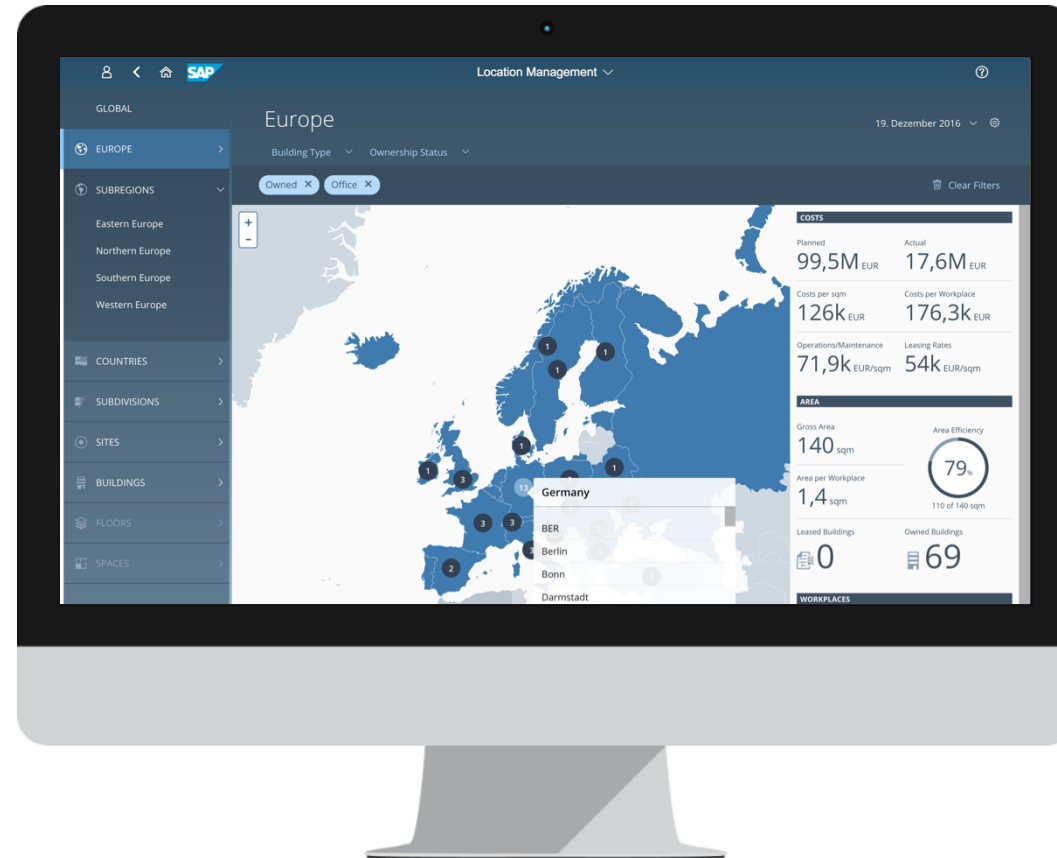 SAP
Location Management
GLOBAL
EUROPE
SUBREGIONS
Eastern Europe
Northern Europe
Southern Europe
Western Europe
COUNTRIES
SUBDIVISIONS
SITES
BUILDINGS
FLOORS
SPACES
Europe
19. Dezember 2016
Building Type Ownership Status
Owned × Office ×
Clear Filters
+
-
1
1
1
1
1
3
1
13
3
3
2
1
Germany
BER
Berlin
Bonn
Darmstadt
COSTS
Planned Actual
99,5M EUR 17,6M EUR
Costs per sqm Costs per Workplace
126k EUR 176,3k EUR
Operations/Maintenance Leasing Rates
71,9k EUR/sqm 54k EUR/sqm
AREA
Gross Area
140 sqm
Area Efficiency
79%
110 of 140 sqm
Area per Workplace
1,4 sqm
Leased Buildings Owned Buildings
0 69
WORKPLACES